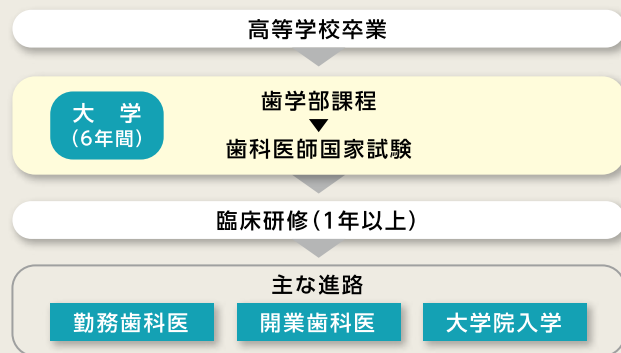 高等学校卒業
大　学
(6年間)
歯学部課程
歯科医師国家試験
臨床研修(1年以上)
主な進路
勤務歯科医
開業歯科医
大学院入学